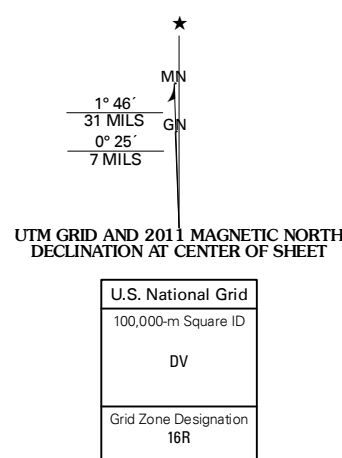 ★
MN
1° 46´
31 MILS
GN
0° 25´
7 MILS
UTM GRID AND 2011 MAGNETIC NORTH
DECLINATION AT CENTER OF SHEET
U.S. National Grid
100,000-m Square ID
DV
Grid Zone Designation
16R